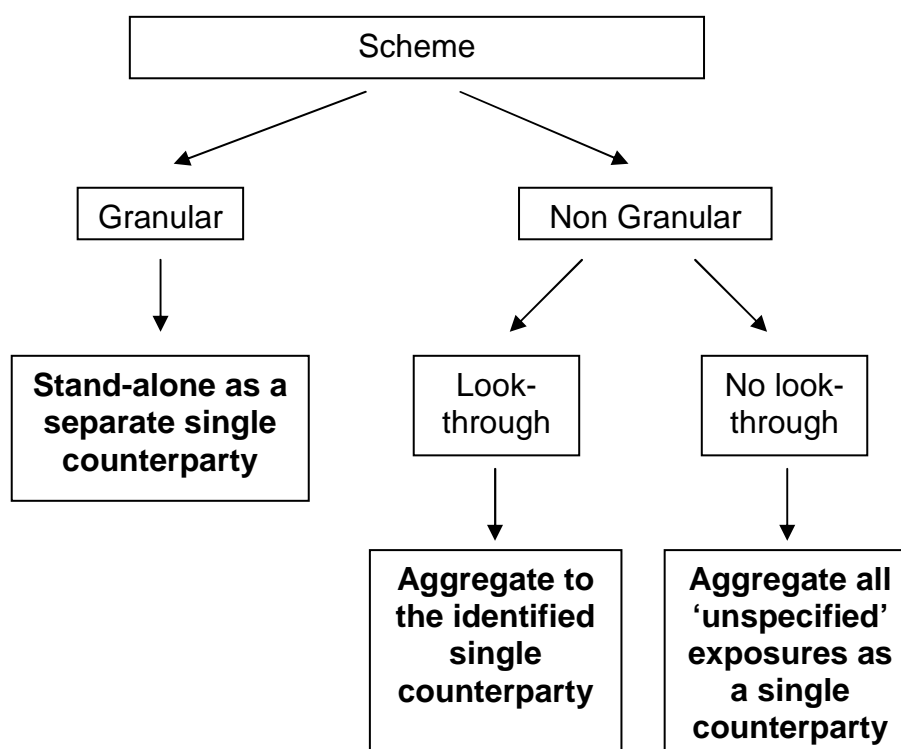 Scheme
Granular
Non Granular
Stand-alone as a
separate single
counterparty
Look-
through
No look-
through
Aggregate to
the identified
single
counterparty
Aggregate all
‘unspecified’
exposures as
a single
counterparty